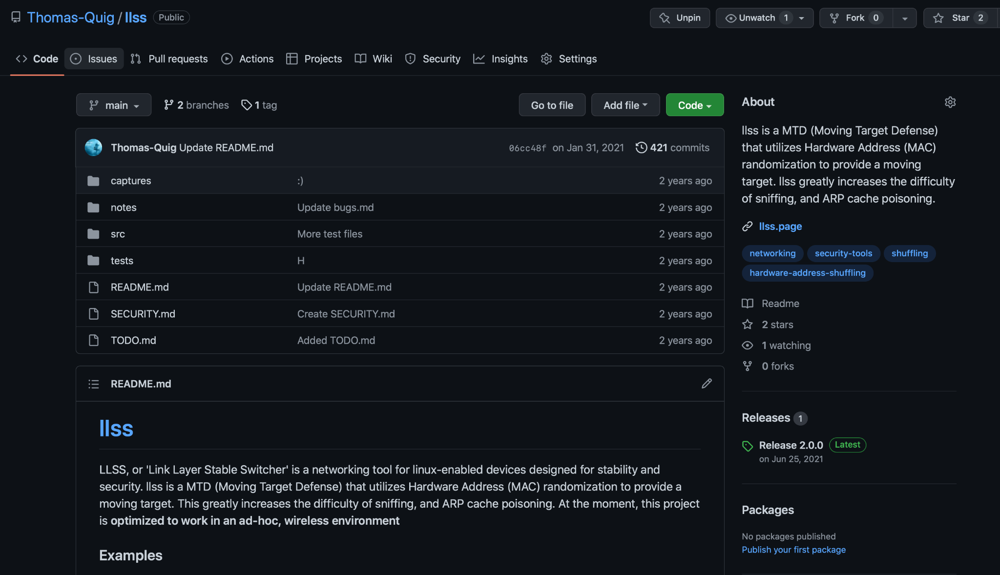 Thomas-Quig / llss Public
Unpin Unwatch 1 Fork 0 Star 2
Code Issues Pull requests Actions Projects Wiki Security Insights Settings
main 2 branches 1 tag Go to file Add file Code
Thomas-Quig Update README.md 06cc48f on Jan 31, 2021 421 commits
captures :) 2 years ago
notes Update bugs.md 2 years ago
src More test files 2 years ago
tests H 2 years ago
README.md Update README.md 2 years ago
SECURITY.md Create SECURITY.md 2 years ago
TODO.md Added TODO.md 2 years ago
README.md
llss
LLSS, or 'Link Layer Stable Switcher' is a networking tool for linux-enabled devices designed for stability and
security. llss is a MTD (Moving Target Defense) that utilizes Hardware Address (MAC) randomization to provide a
moving target. This greatly increases the difficulty of sniffing, and ARP cache poisoning. At the moment, this project
is optimized to work in an ad-hoc, wireless environment
Examples
About
llss is a MTD (Moving Target Defense)
that utilizes Hardware Address (MAC)
randomization to provide a moving
target. llss greatly increases the difficulty
of sniffing, and ARP cache poisoning.
llss.page
networking security-tools shuffling
hardware-address-shuffling
Readme
2 stars
1 watching
0 forks
Releases 1
Release 2.0.0 Latest
on Jun 25, 2021
Packages
No packages published
Publish your first package